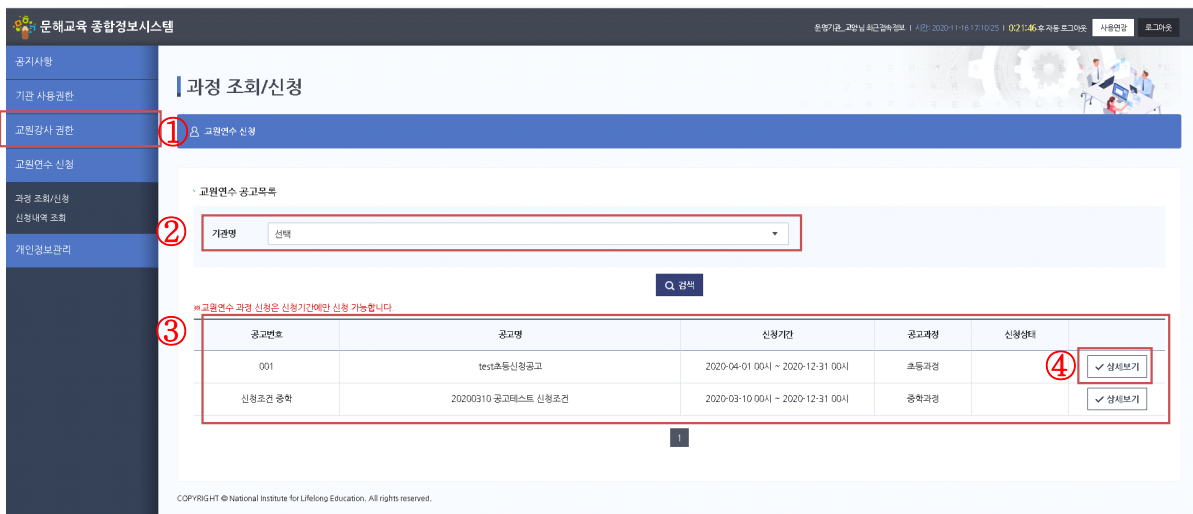 문해교육 종합정보시스템
운영기관_고양님 최근접속정보 | 시간: 2020-11-16 17:10:25 | 0:21:46 후 자동 로그아웃 사용연장 로그아웃
공지사항
기관 사용권한
교원강사 권한
교원연수 신청
과정 조회/신청
신청내역 조회
개인정보관리
과정 조회/신청
① 교원연수 신청
교원연수 공고목록
② 기관명 선택
검색
※교원연수 과정 신청은 신청기간에만 신청 가능합니다.
③ 공고번호 공고명 신청기간 공고과정 신청상태
001 test초등신청공고 2020-04-01 00시 ~ 2020-12-31 00시 초등과정 ④ 상세보기
신청조건 중학 20200310 공고테스트 신청조건 2020-03-10 00시 ~ 2020-12-31 00시 중학과정 상세보기
1
COPYRIGHT © National Institute for Lifelong Education. All rights reserved.